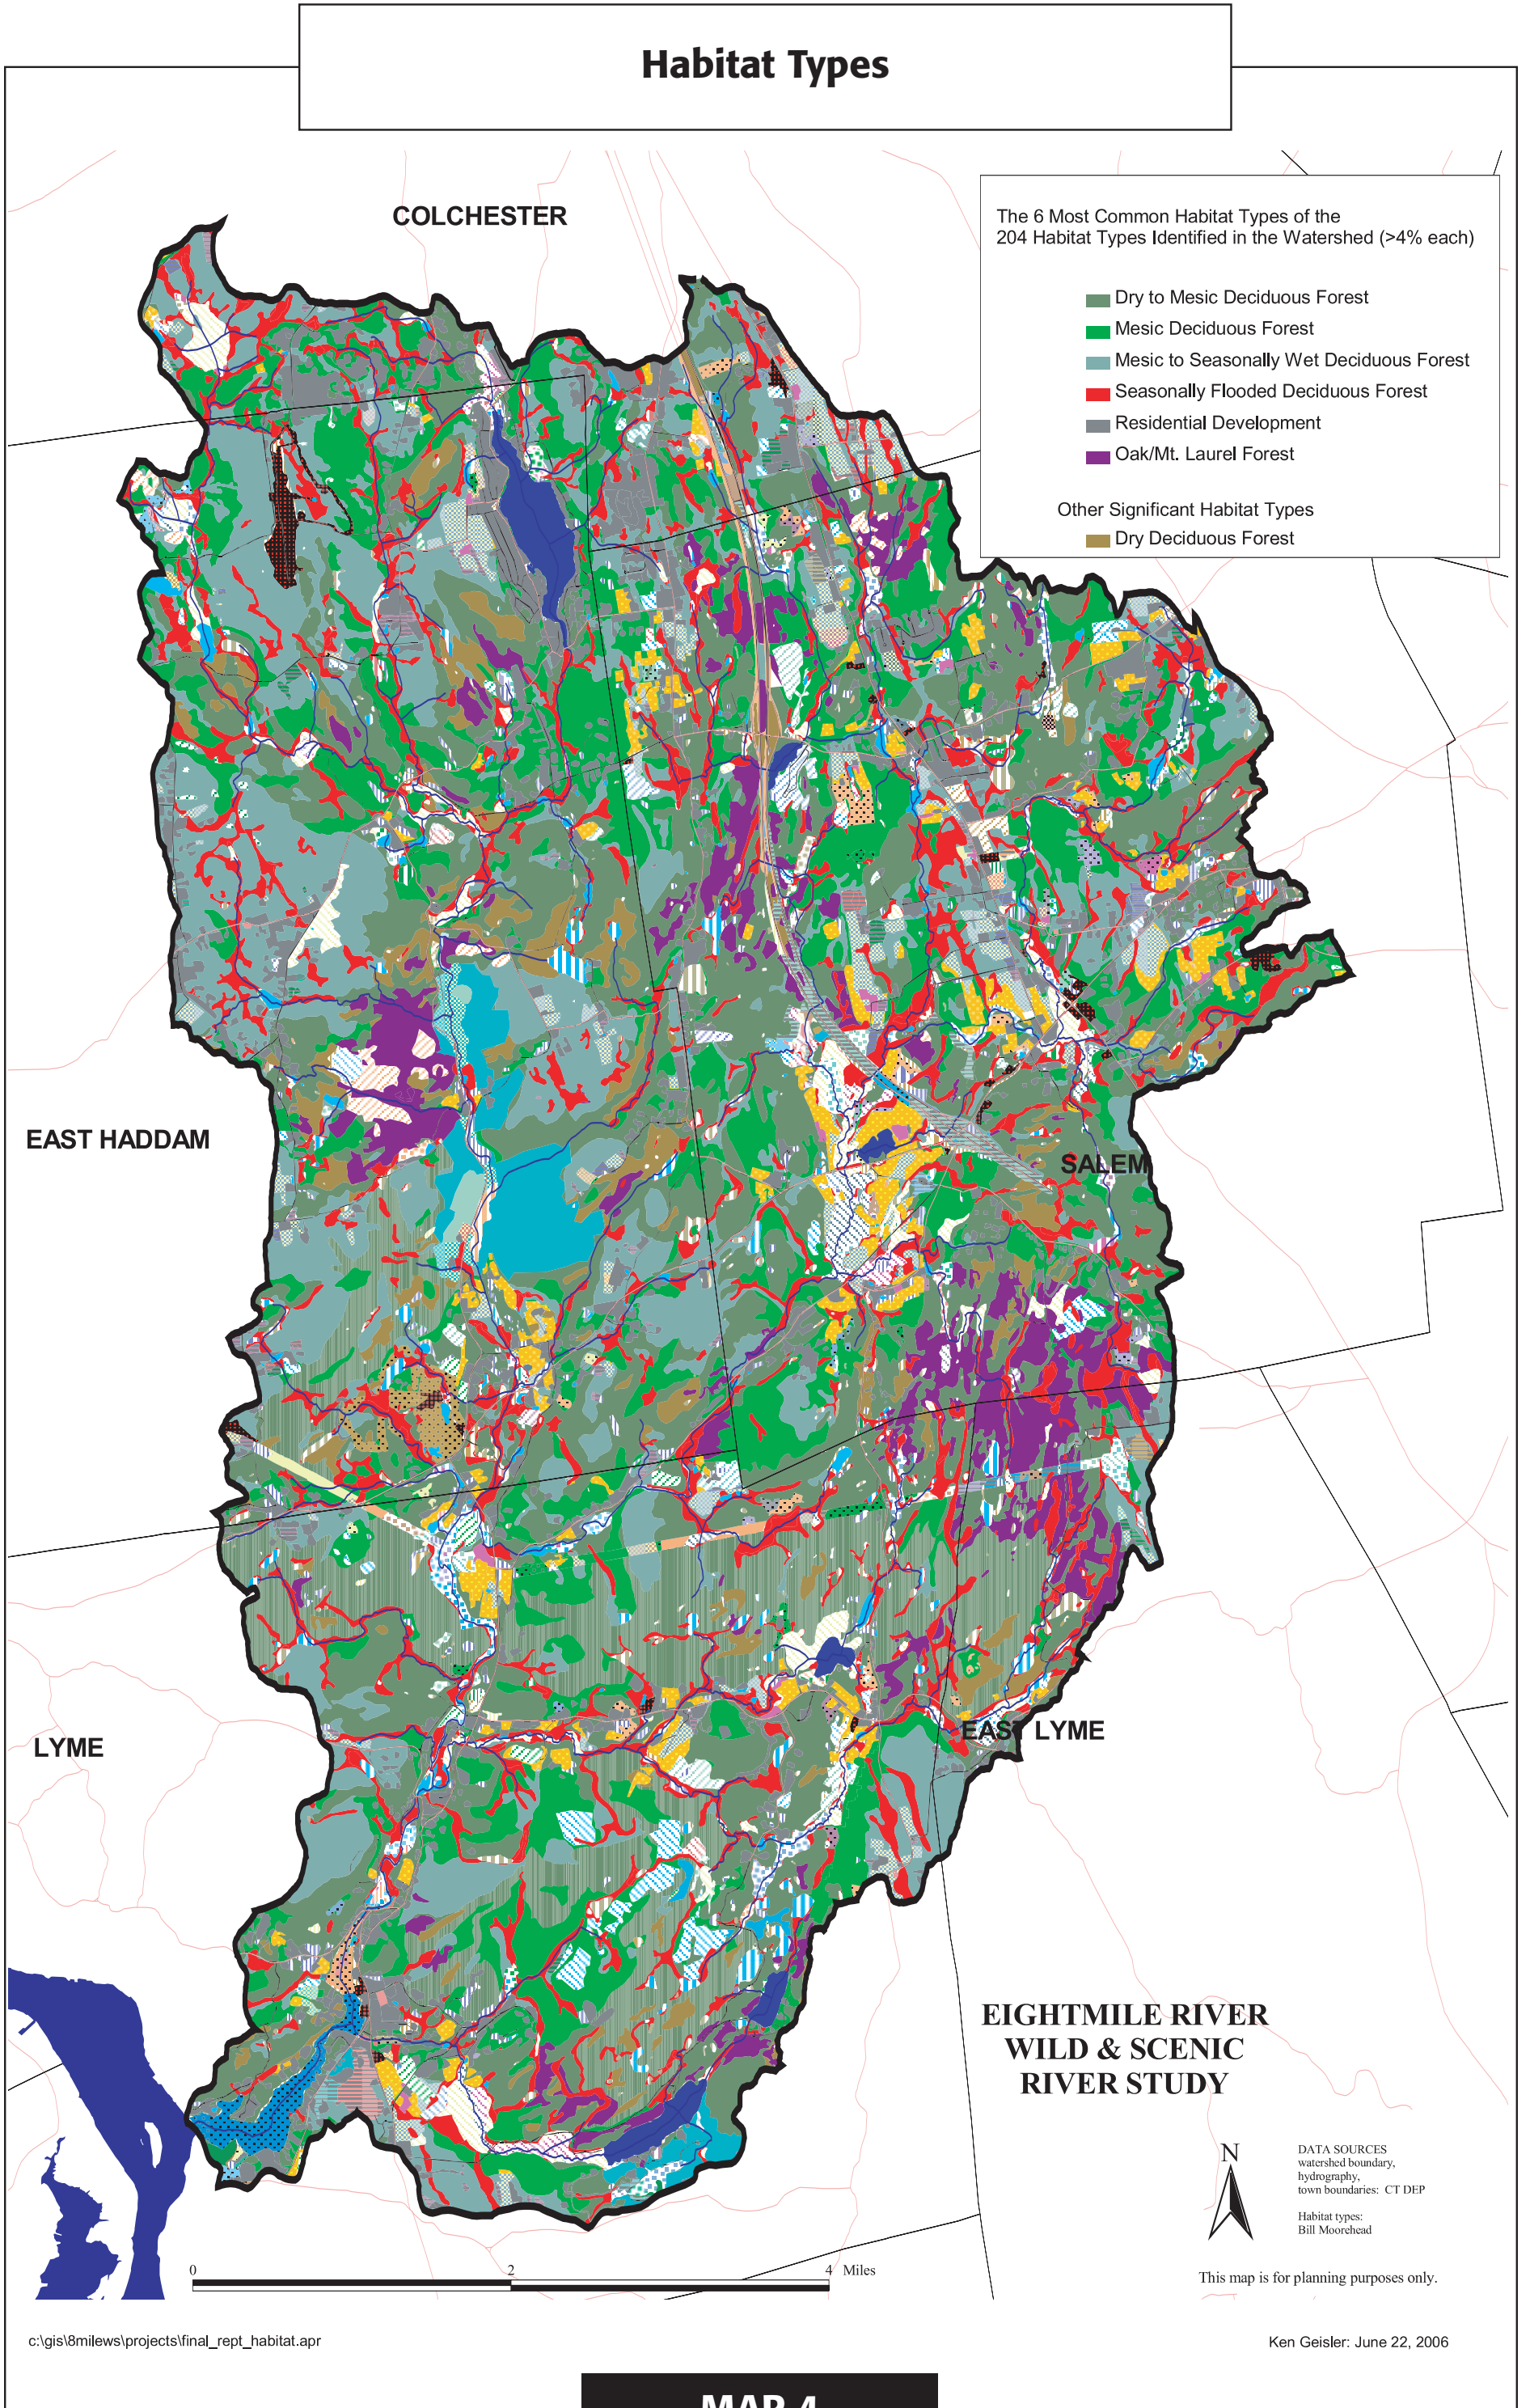 Habitat Types
COLCHESTER
The 6 Most Common Habitat Types of the
204 Habitat Types Identified in the Watershed (>4% each)
Dry to Mesic Deciduous Forest
Mesic Deciduous Forest
Mesic to Seasonally Wet Deciduous Forest
Seasonally Flooded Deciduous Forest
Residential Development
Oak/Mt. Laurel Forest
Other Significant Habitat Types
Dry Deciduous Forest
EAST HADDAM
SALEM
LYME
EAST LYME
EIGHTMILE RIVER
WILD & SCENIC
RIVER STUDY
N
DATA SOURCES
watershed boundary,
hydrography,
town boundaries: CT DEP
Habitat types:
Bill Moorehead
0 2 4 Miles
This map is for planning purposes only.
c:\gis\8milews\projects\final_rept_habitat.apr
Ken Geisler: June 22, 2006
MAP 4